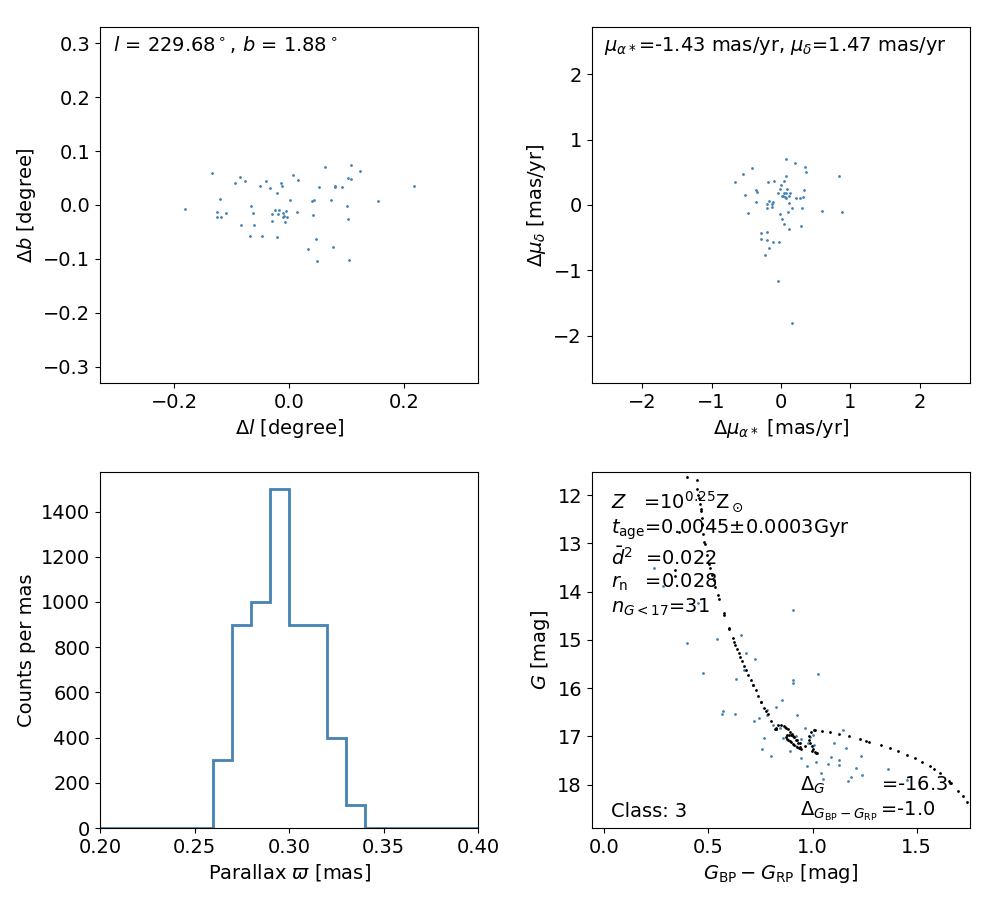 l = 229.68°, b = 1.88°
0.3
0.2
0.1
0.0
−0.1
−0.2
−0.3
Δb [degree]
−0.2 0.0 0.2
Δl [degree]
μα*=-1.43 mas/yr, μδ=1.47 mas/yr
2
1
0
−1
−2
Δμδ [mas/yr]
−2 −1 0 1 2
Δμα* [mas/yr]
1400
1200
1000
800
600
400
200
0
Counts per mas
0.20 0.25 0.30 0.35 0.40
Parallax ϖ [mas]
Z =10^0.25 Z⊙
t_age=0.0045±0.0003Gyr
d̄² =0.022
r_n =0.028
n_G<17=31
12
13
14
15
16
17
18
G [mag]
Δ_G =-16.3
Class: 3
Δ_G_BP−G_RP=-1.0
0.0 0.5 1.0 1.5
G_BP − G_RP [mag]